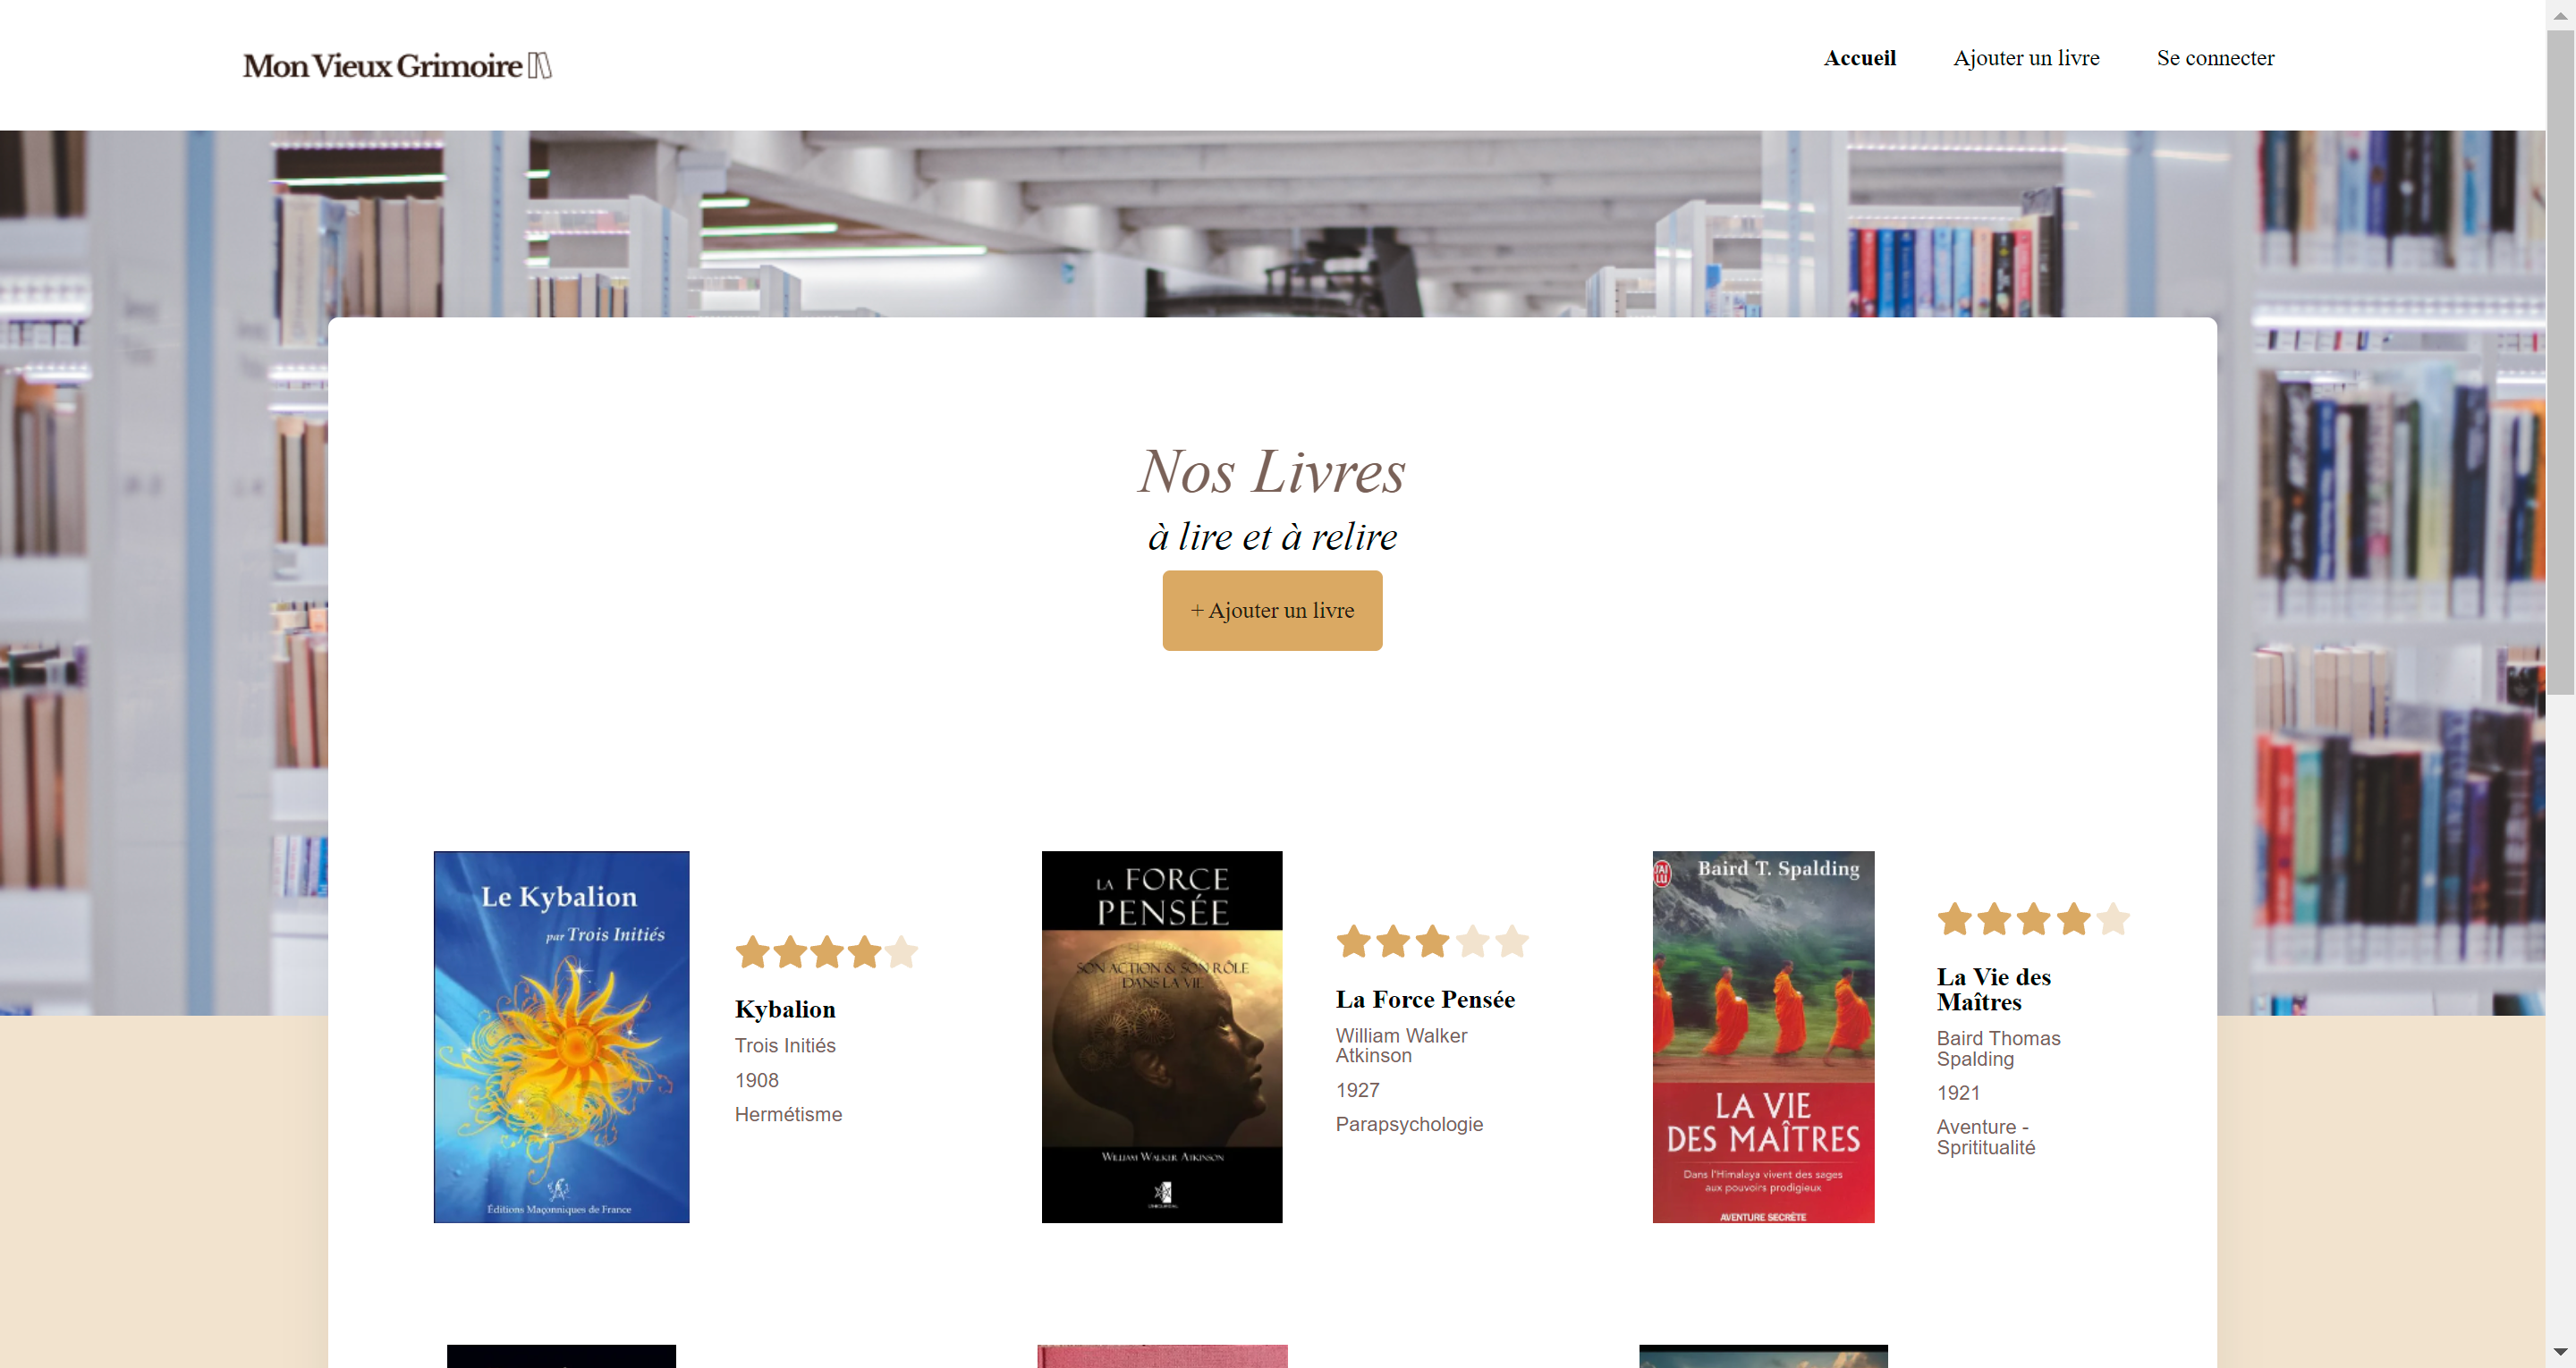 Mon Vieux Grimoire
Accueil
Ajouter un livre
Se connecter
Nos Livres
à lire et à relire
+ Ajouter un livre
Le Kybalion
par Trois Initiés
Éditions Maçonniques de France
Kybalion
Trois Initiés
1908
Hermétisme
LA FORCE
PENSÉE
SON ACTION & SON RÔLE
DANS LA VIE
WILLIAM WALKER ATKINSON
La Force Pensée
William Walker
Atkinson
1927
Parapsychologie
J'AI
LU
Baird T. Spalding
LA VIE
DES MAÎTRES
Dans l'Himalaya vivent des sages
aux pouvoirs prodigieux
AVENTURE SECRÈTE
La Vie des
Maîtres
Baird Thomas
Spalding
1921
Aventure -
Sprititualité